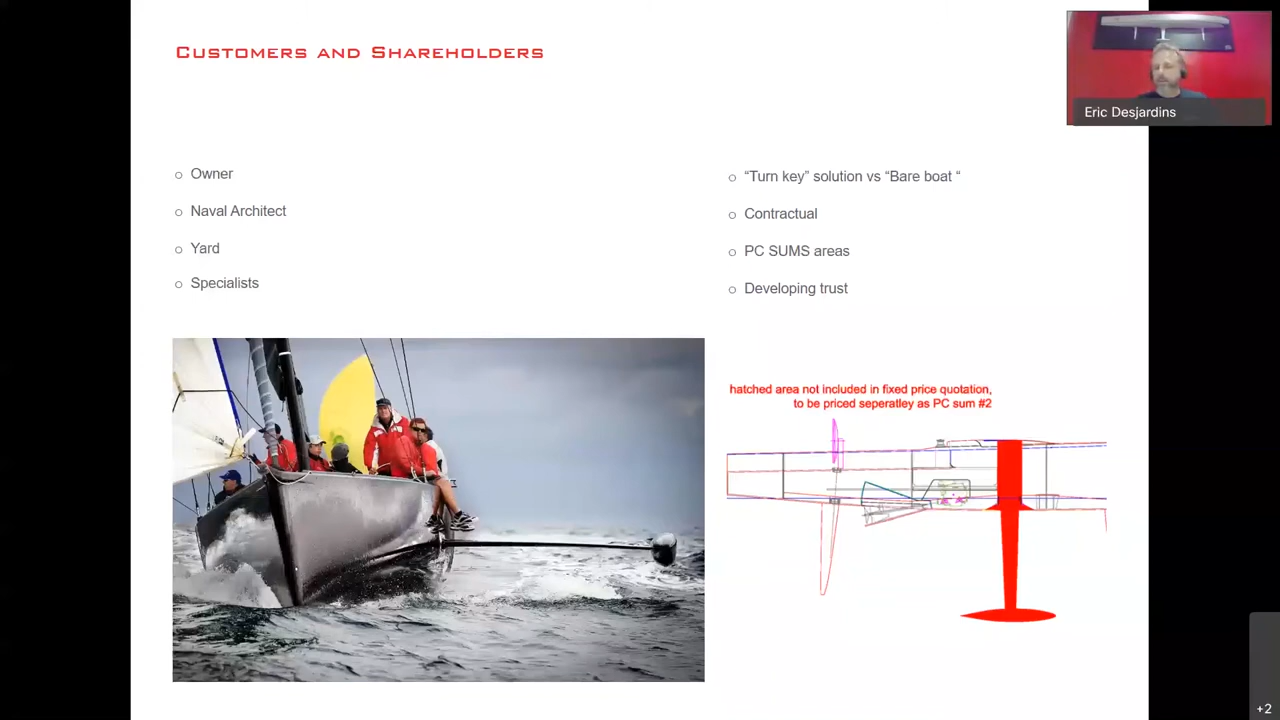 Customers and Shareholders
Eric Desjardins
Owner
Naval Architect
Yard
Specialists
“Turn key” solution vs “Bare boat “
Contractual
PC SUMS areas
Developing trust
hatched area not included in fixed price quotation,
to be priced seperatley as PC sum #2
+2